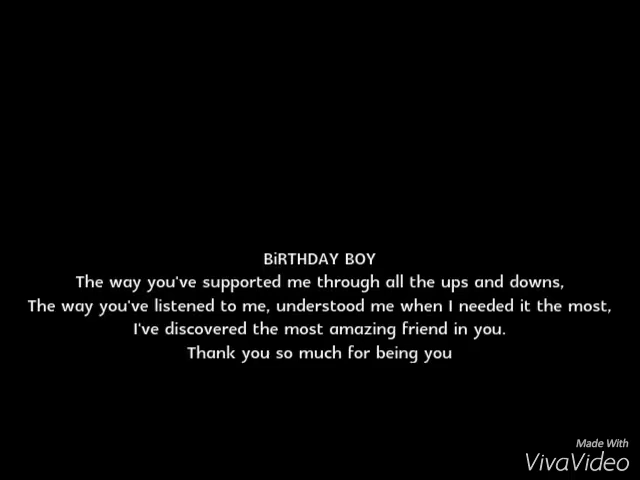 BiRTHDAY BOY
The way you've supported me through all the ups and downs,
The way you've listened to me, understood me when I needed it the most,
I've discovered the most amazing friend in you.
Thank you so much for being you
Made With
VivaVideo